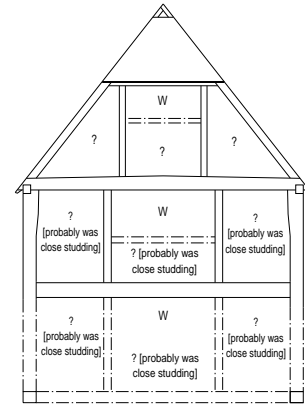 W
?
?
?
?
[probably was
close studding]
W
? [probably was
close studding]
?
[probably was
close studding]
?
[probably was
close studding]
W
? [probably was
close studding]
?
[probably was
close studding]